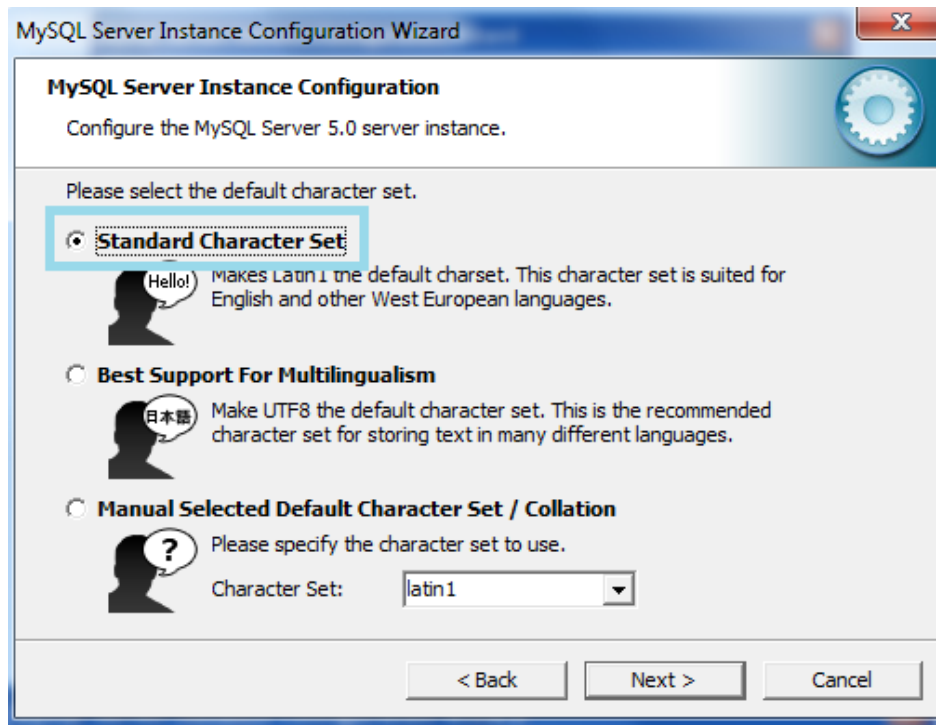 MySQL Server Instance Configuration Wizard
X
MySQL Server Instance Configuration
Configure the MySQL Server 5.0 server instance.
Please select the default character set.
Standard Character Set
Hello!
Makes Latin1 the default charset. This character set is suited for
English and other West European languages.
Best Support For Multilingualism
日本語
Make UTF8 the default character set. This is the recommended
character set for storing text in many different languages.
Manual Selected Default Character Set / Collation
?
Please specify the character set to use.
Character Set: latin1
< Back Next > Cancel